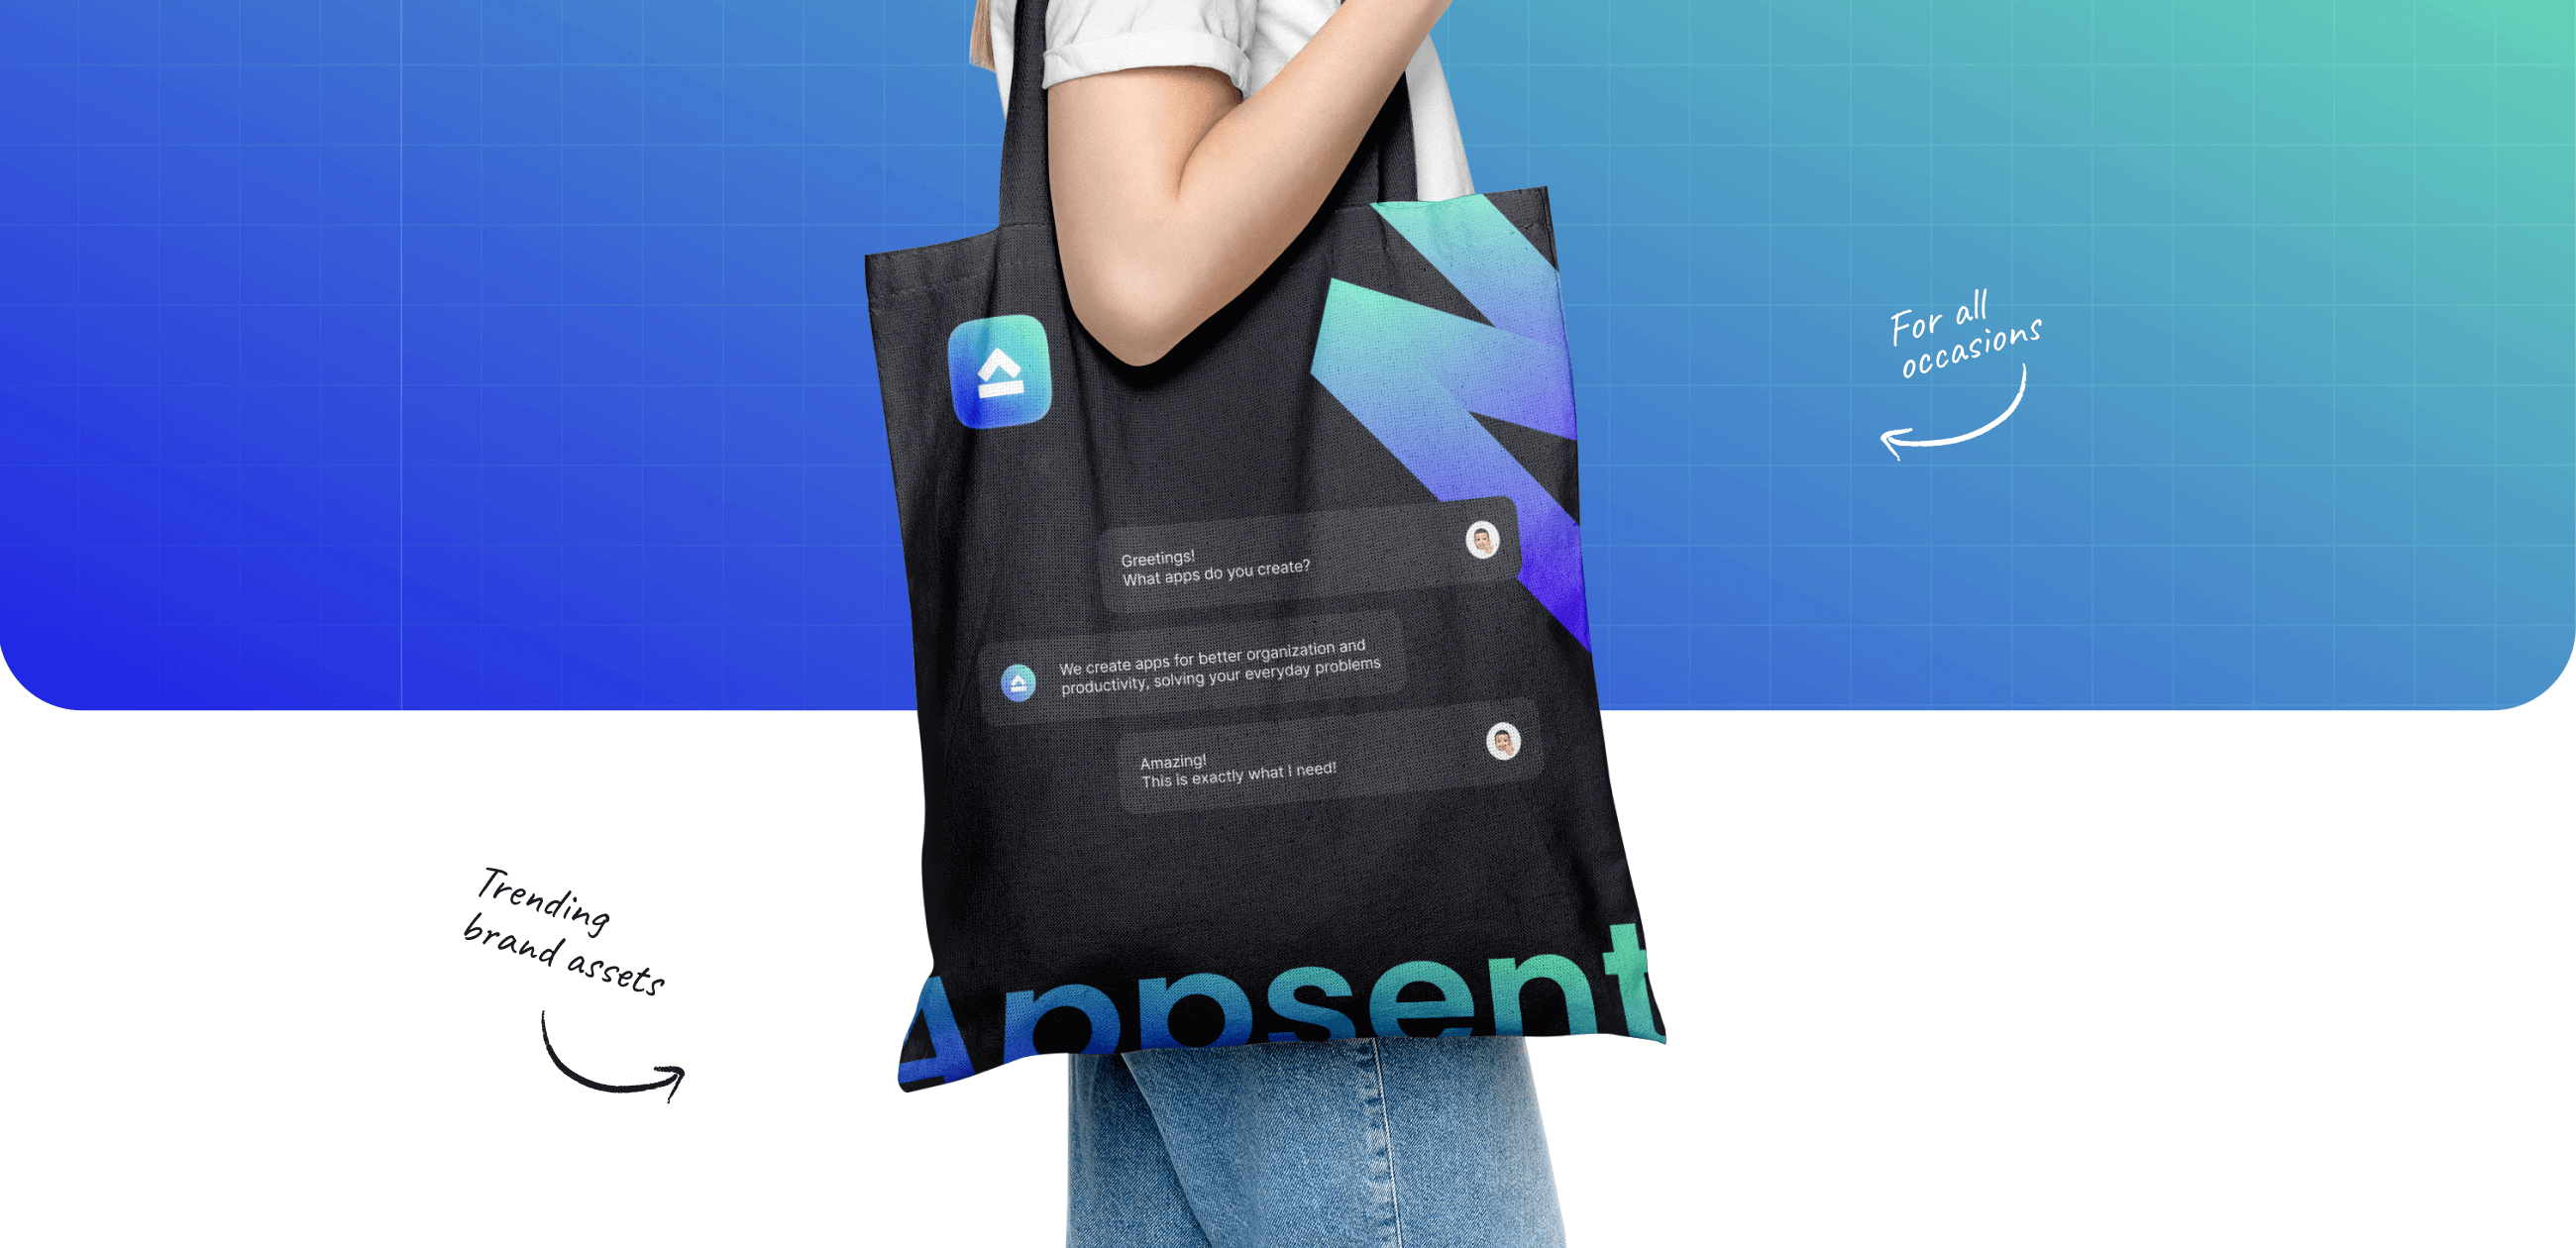 For all
occasions
Greetings!
What apps do you create?
We create apps for better organization and
productivity, solving your everyday problems
Amazing!
This is exactly what I need!
Trending
brand assets
Appsent